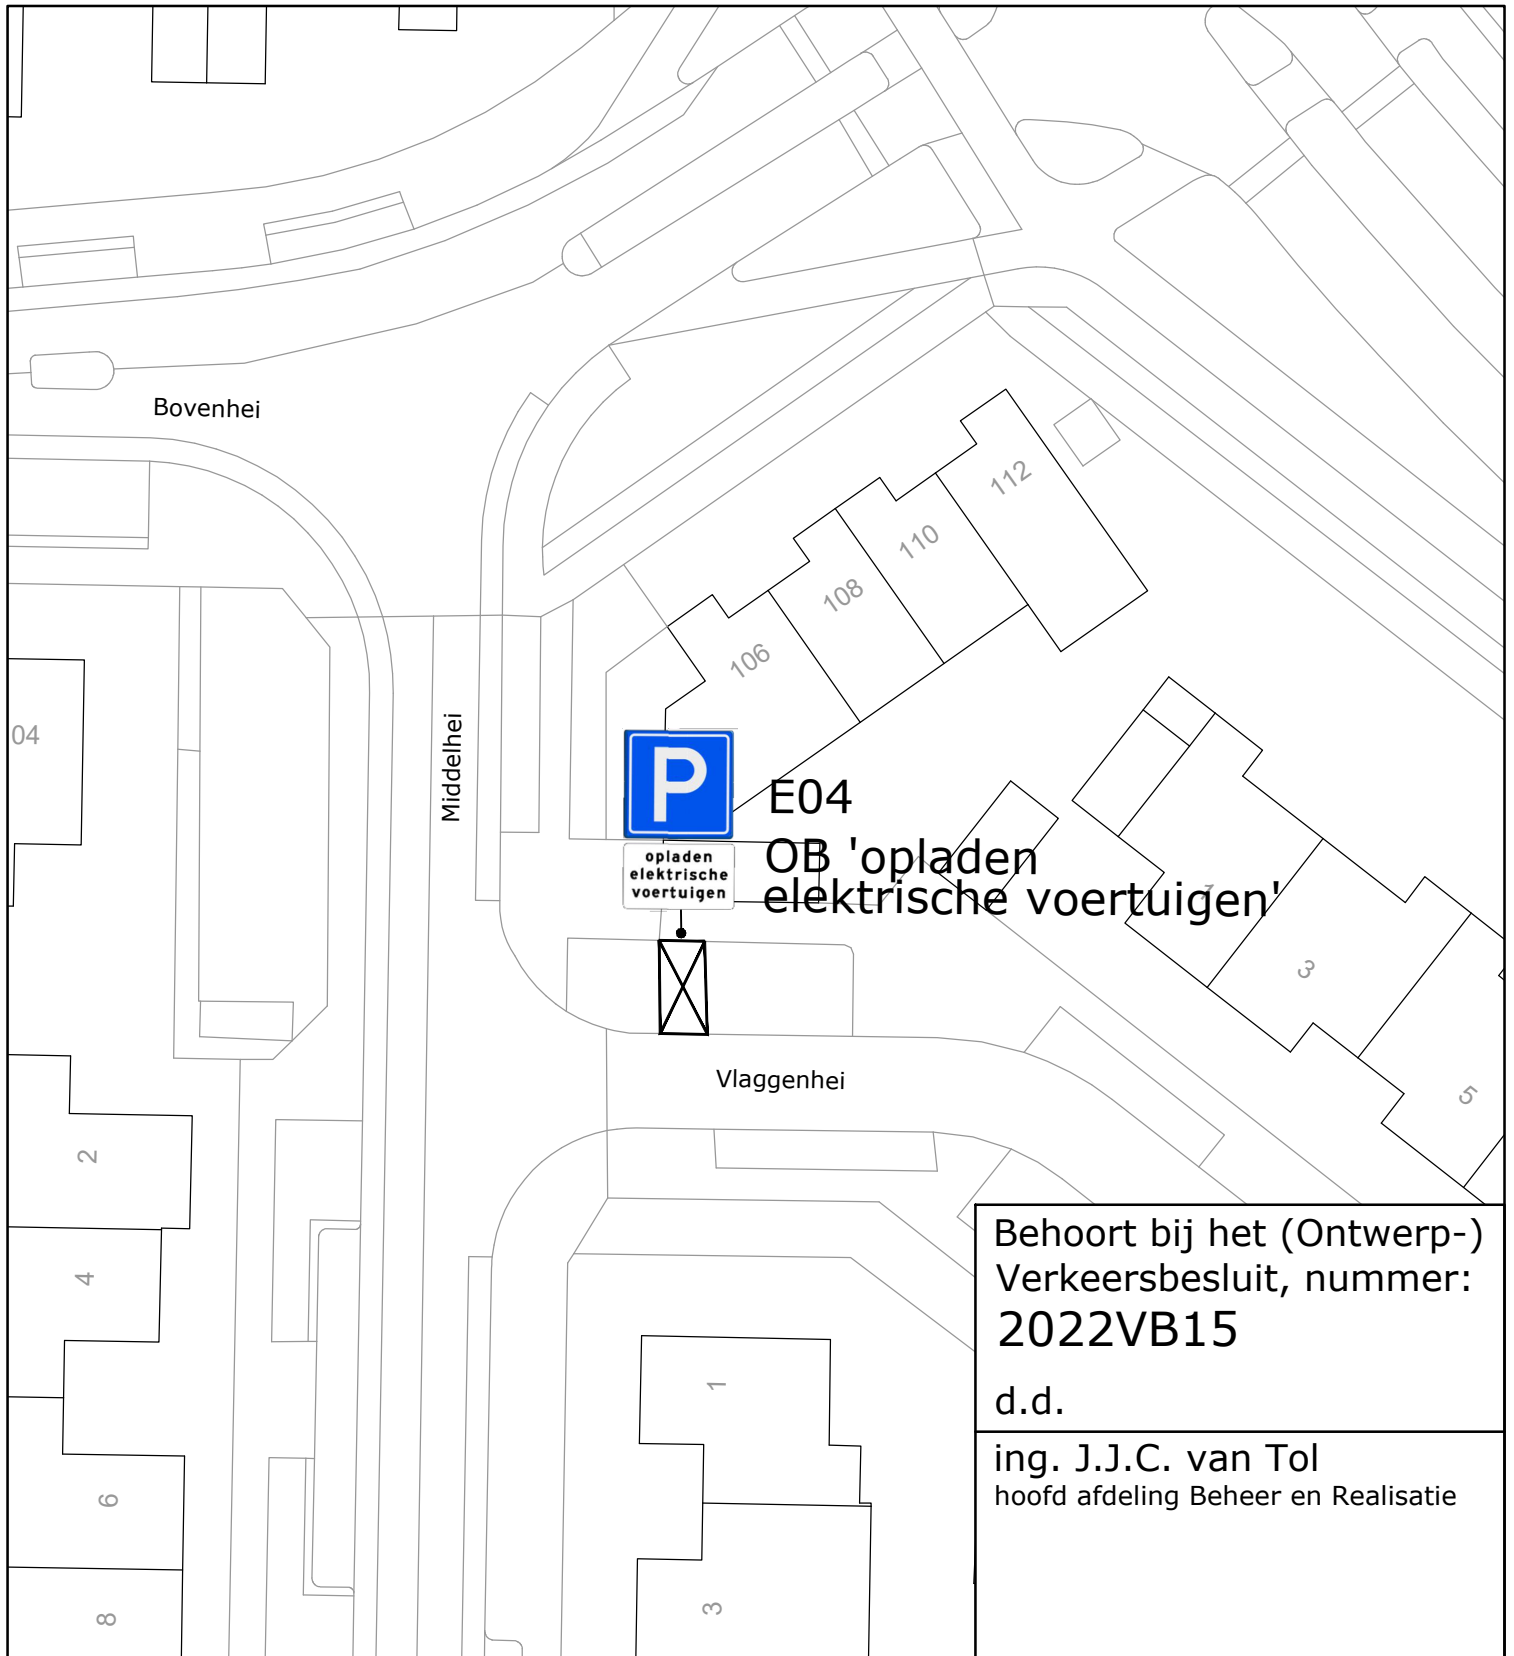 Bovenhei
112
110
108
106
04
Middelhei
P
E04
opladen
elektrische
voertuigen
OB 'opladen
elektrische voertuigen'
1
3
5
Vlaggenhei
2
4
6
8
1
3
Behoort bij het (Ontwerp-)
Verkeersbesluit, nummer:
2022VB15
d.d.
ing. J.J.C. van Tol
hoofd afdeling Beheer en Realisatie